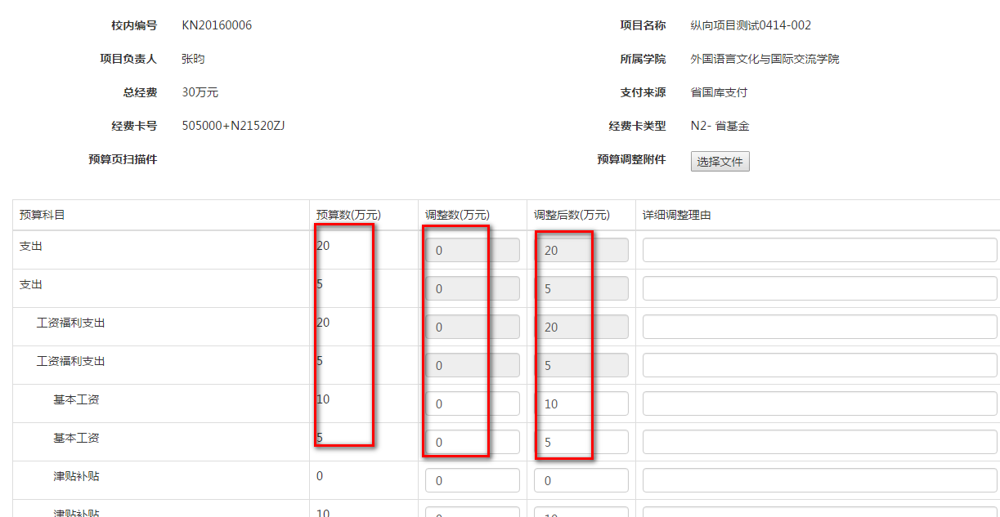 校内编号 KN20160006 项目名称 纵向项目测试0414-002
项目负责人 张昀 所属学院 外国语言文化与国际交流学院
总经费 30万元 支付来源 省国库支付
经费卡号 505000+N21520ZJ 经费卡类型 N2- 省基金
预算页扫描件 预算调整附件 选择文件
预算科目 预算数(万元) 调整数(万元) 调整后数(万元) 详细调整理由
支出 20 0 20
支出 5 0 5
工资福利支出 20 0 20
工资福利支出 5 0 5
基本工资 10 0 10
基本工资 5 0 5
津贴补贴 0 0 0
津贴补贴 10 0 10